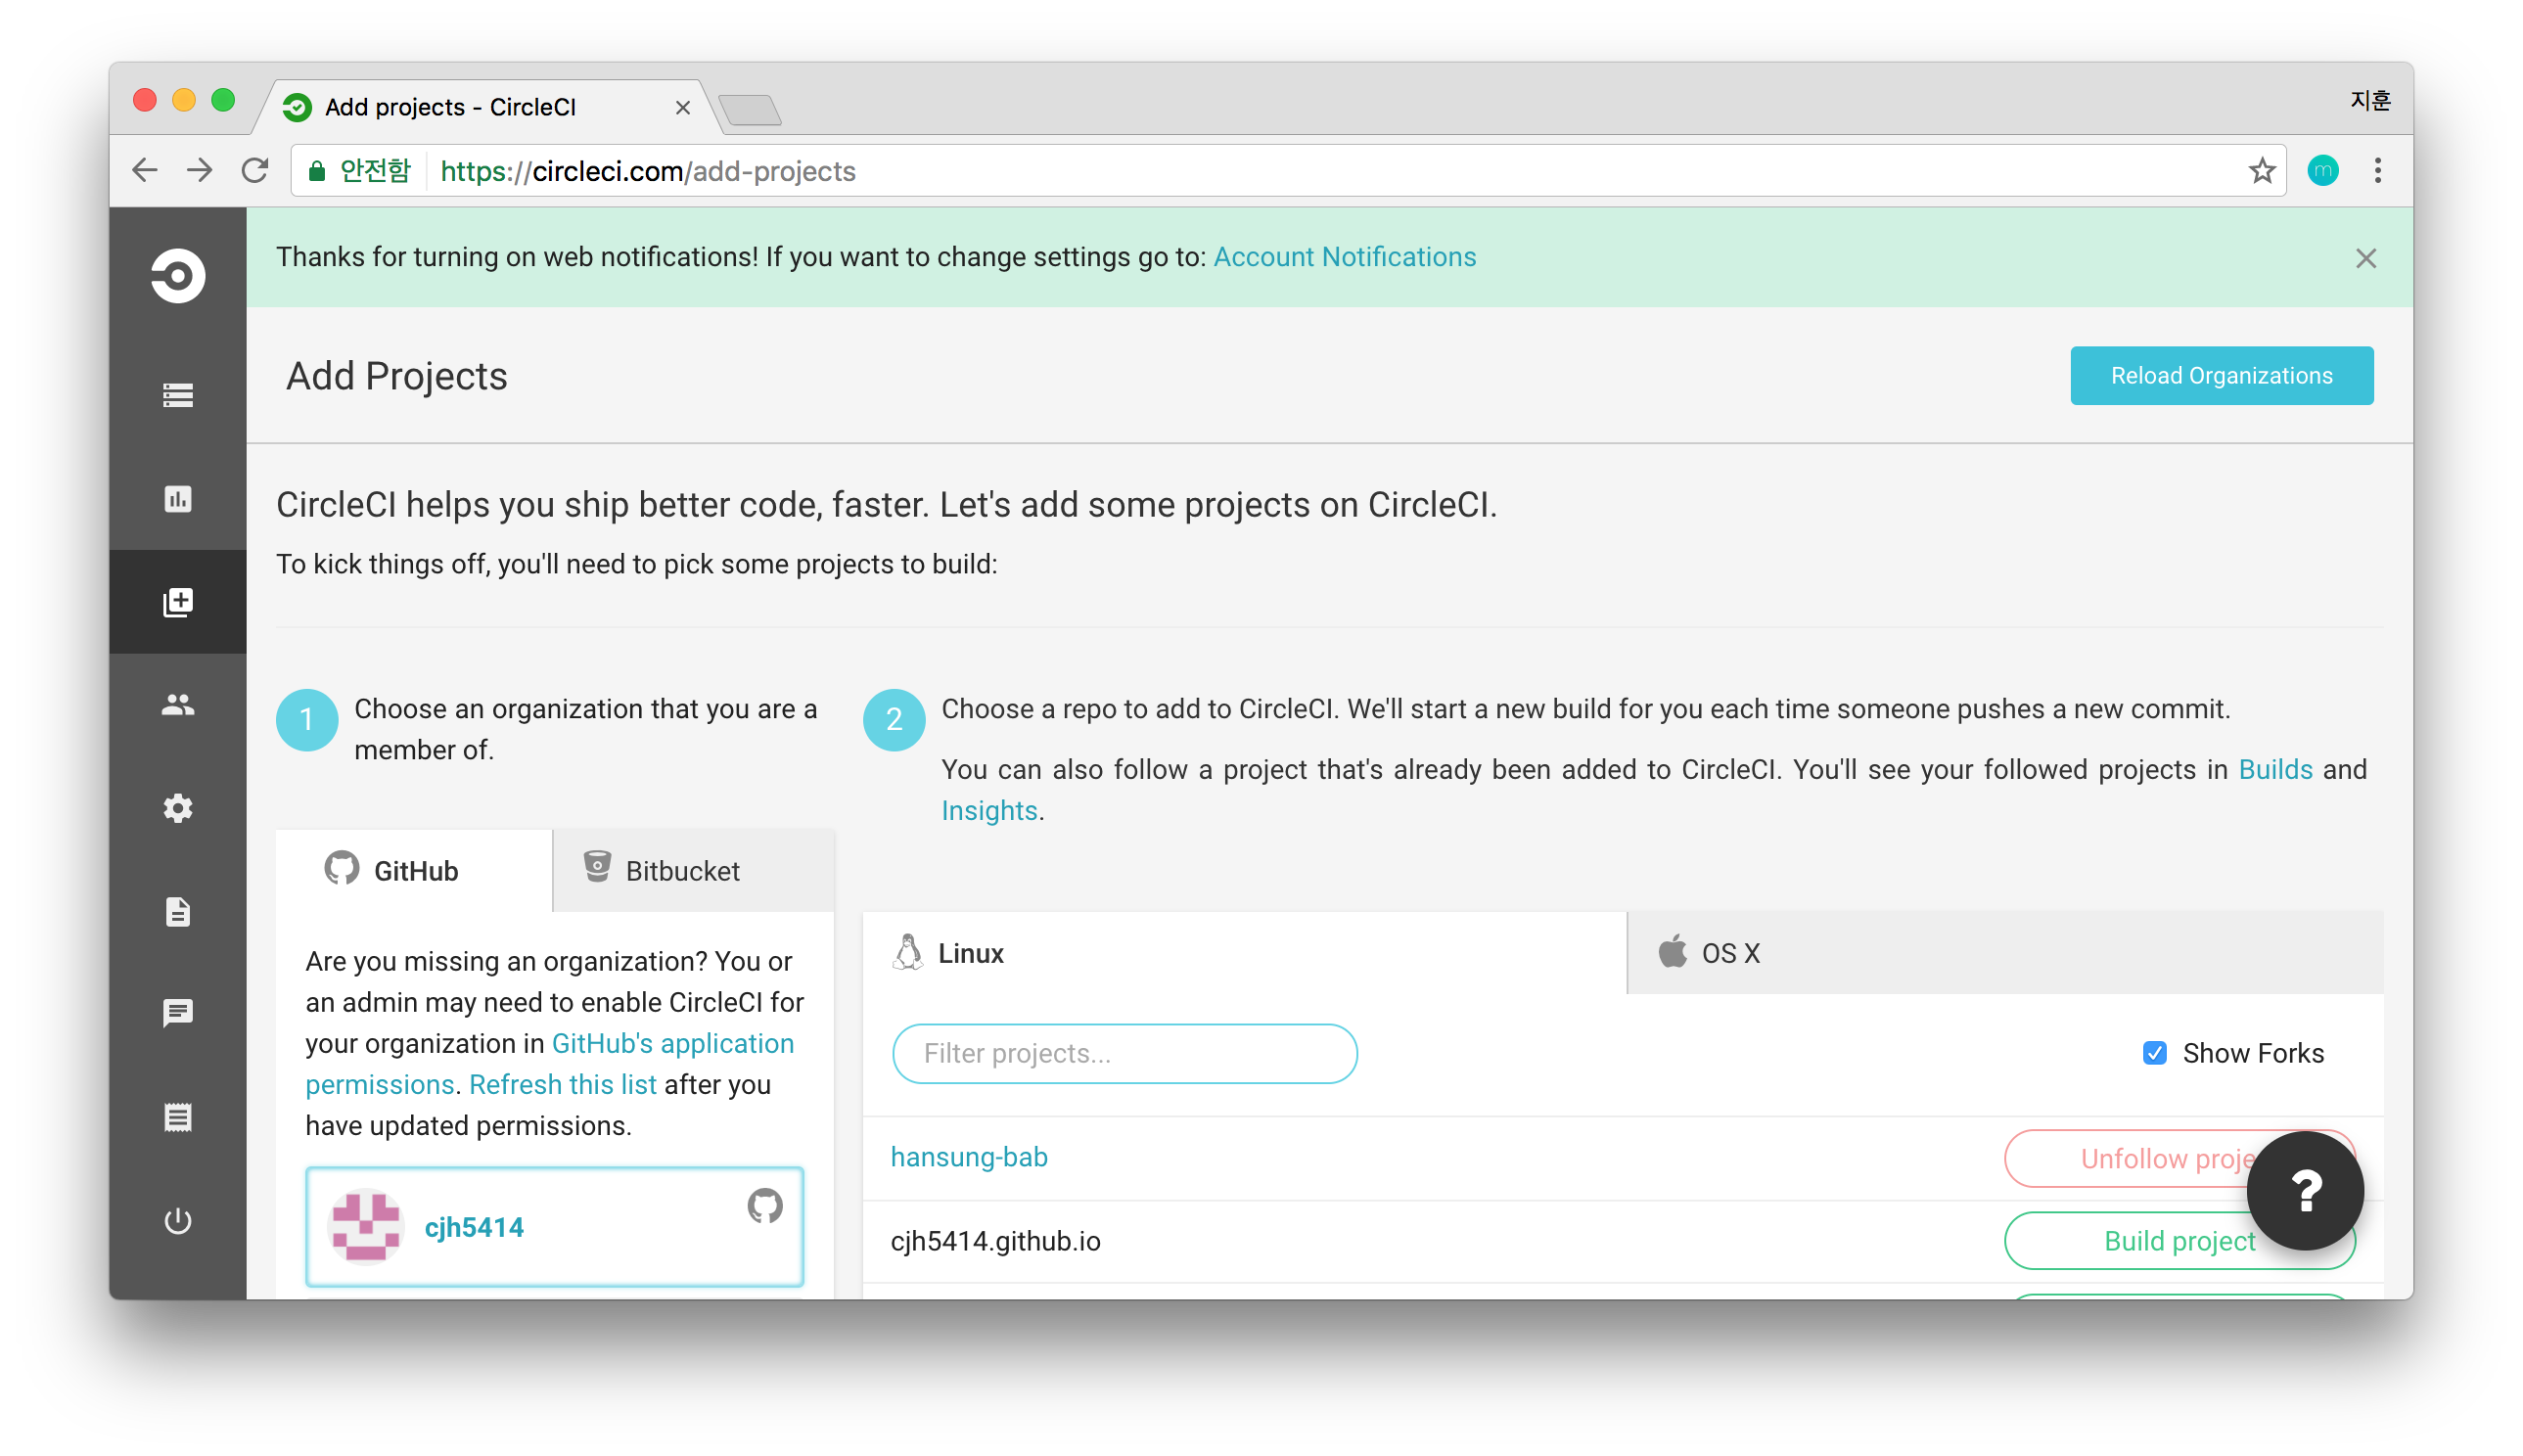 Add projects - CircleCI
지훈
안전함 https://circleci.com/add-projects
m
Thanks for turning on web notifications! If you want to change settings go to: Account Notifications
Add Projects
Reload Organizations
CircleCI helps you ship better code, faster. Let's add some projects on CircleCI.
To kick things off, you'll need to pick some projects to build:
1
Choose an organization that you are a
member of.
2
Choose a repo to add to CircleCI. We'll start a new build for you each time someone pushes a new commit.
You can also follow a project that's already been added to CircleCI. You'll see your followed projects in Builds and
Insights.
GitHub
Bitbucket
Are you missing an organization? You or
an admin may need to enable CircleCI for
your organization in GitHub's application
permissions. Refresh this list after you
have updated permissions.
cjh5414
Linux
OS X
Filter projects...
Show Forks
hansung-bab
Unfollow proje
cjh5414.github.io
Build project
?